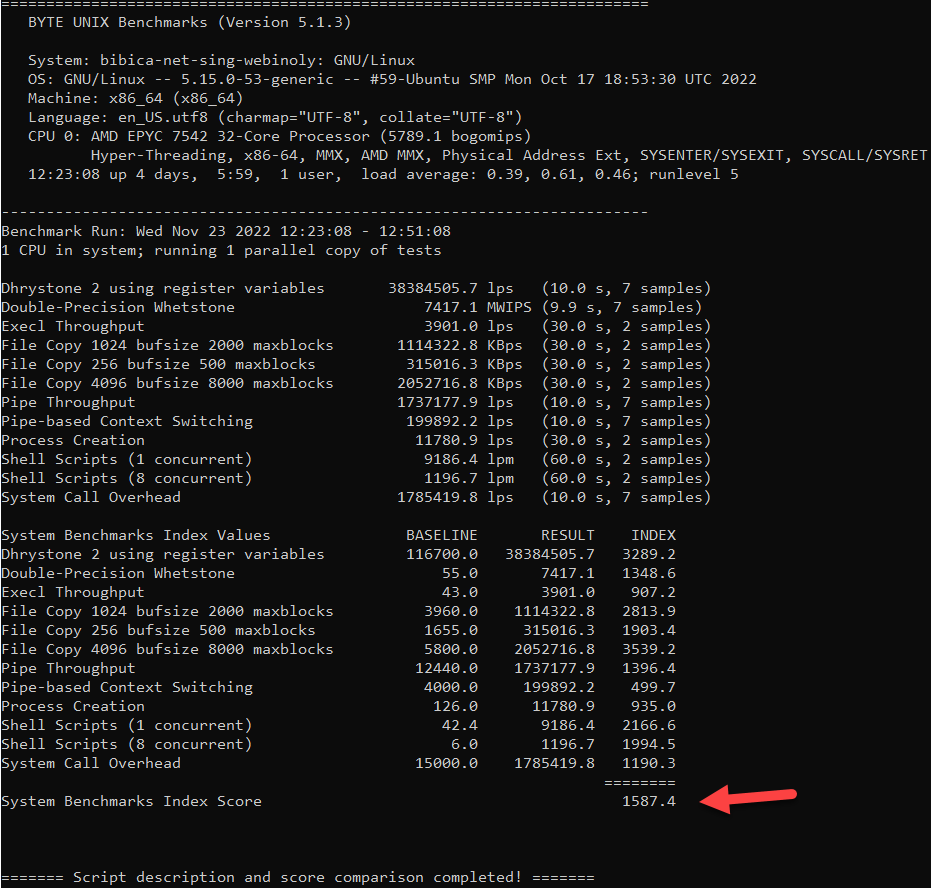 ========================================================================
   BYTE UNIX Benchmarks (Version 5.1.3)
   System: bibica-net-sing-webinoly: GNU/Linux
   OS: GNU/Linux -- 5.15.0-53-generic -- #59-Ubuntu SMP Mon Oct 17 18:53:30 UTC 2022
   Machine: x86_64 (x86_64)
   Language: en_US.utf8 (charmap="UTF-8", collate="UTF-8")
   CPU 0: AMD EPYC 7542 32-Core Processor (5789.1 bogomips)
          Hyper-Threading, x86-64, MMX, AMD MMX, Physical Address Ext, SYSENTER/SYSEXIT, SYSCALL/SYSRET
   12:23:08 up 4 days,  5:59,  1 user,  load average: 0.39, 0.61, 0.46; runlevel 5
------------------------------------------------------------------------
Benchmark Run: Wed Nov 23 2022 12:23:08 - 12:51:08
1 CPU in system; running 1 parallel copy of tests
Dhrystone 2 using register variables       38384505.7 lps   (10.0 s, 7 samples)
Double-Precision Whetstone                     7417.1 MWIPS (9.9 s, 7 samples)
Execl Throughput                               3901.0 lps   (30.0 s, 2 samples)
File Copy 1024 bufsize 2000 maxblocks       1114322.8 KBps  (30.0 s, 2 samples)
File Copy 256 bufsize 500 maxblocks          315016.3 KBps  (30.0 s, 2 samples)
File Copy 4096 bufsize 8000 maxblocks       2052716.8 KBps  (30.0 s, 2 samples)
Pipe Throughput                             1737177.9 lps   (10.0 s, 7 samples)
Pipe-based Context Switching                 199892.2 lps   (10.0 s, 7 samples)
Process Creation                              11780.9 lps   (30.0 s, 2 samples)
Shell Scripts (1 concurrent)                   9186.4 lpm   (60.0 s, 2 samples)
Shell Scripts (8 concurrent)                   1196.7 lpm   (60.0 s, 2 samples)
System Call Overhead                        1785419.8 lps   (10.0 s, 7 samples)
System Benchmarks Index Values               BASELINE       RESULT    INDEX
Dhrystone 2 using register variables         116700.0   38384505.7   3289.2
Double-Precision Whetstone                       55.0       7417.1   1348.6
Execl Throughput                                 43.0       3901.0    907.2
File Copy 1024 bufsize 2000 maxblocks          3960.0    1114322.8   2813.9
File Copy 256 bufsize 500 maxblocks            1655.0     315016.3   1903.4
File Copy 4096 bufsize 8000 maxblocks          5800.0    2052716.8   3539.2
Pipe Throughput                               12440.0    1737177.9   1396.4
Pipe-based Context Switching                   4000.0     199892.2    499.7
Process Creation                                126.0      11780.9    935.0
Shell Scripts (1 concurrent)                     42.4       9186.4   2166.6
Shell Scripts (8 concurrent)                      6.0       1196.7   1994.5
System Call Overhead                          15000.0    1785419.8   1190.3
                                                                   ========
System Benchmarks Index Score                                        1587.4
======= Script description and score comparison completed! =======